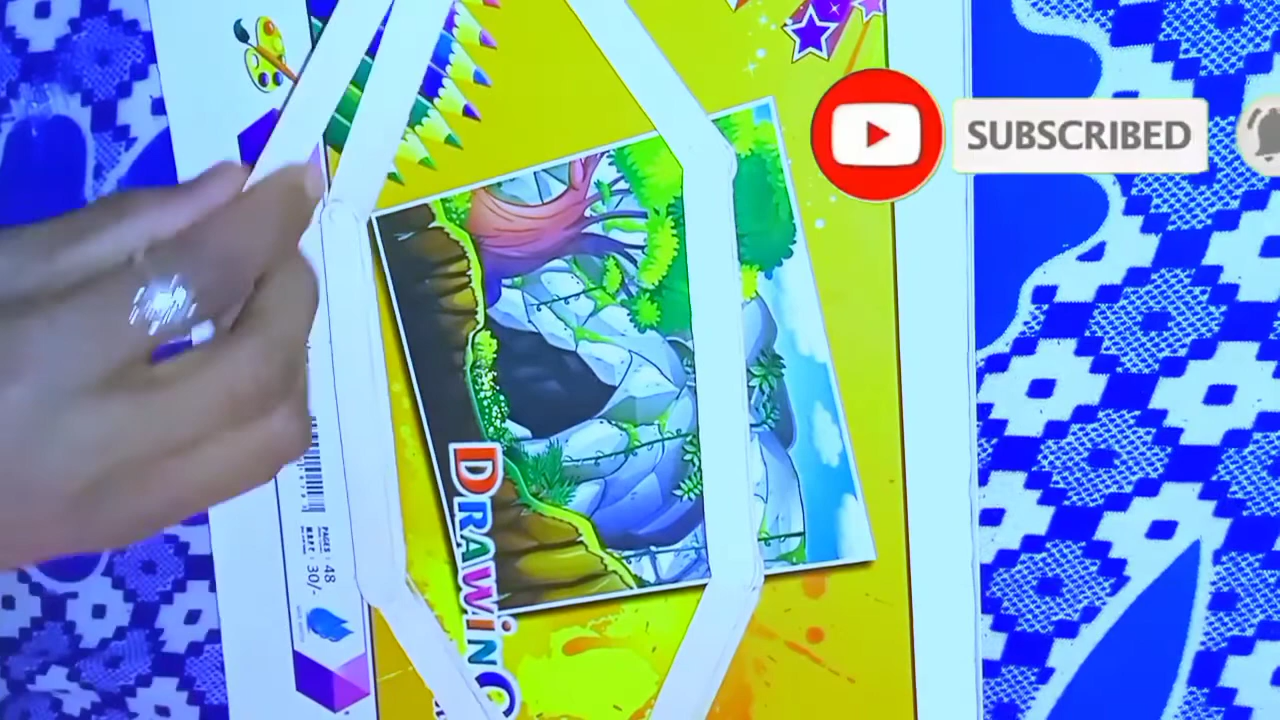 SUBSCRIBED
DRAWING
PAGES : 48
M.R.P.T. : 30/-